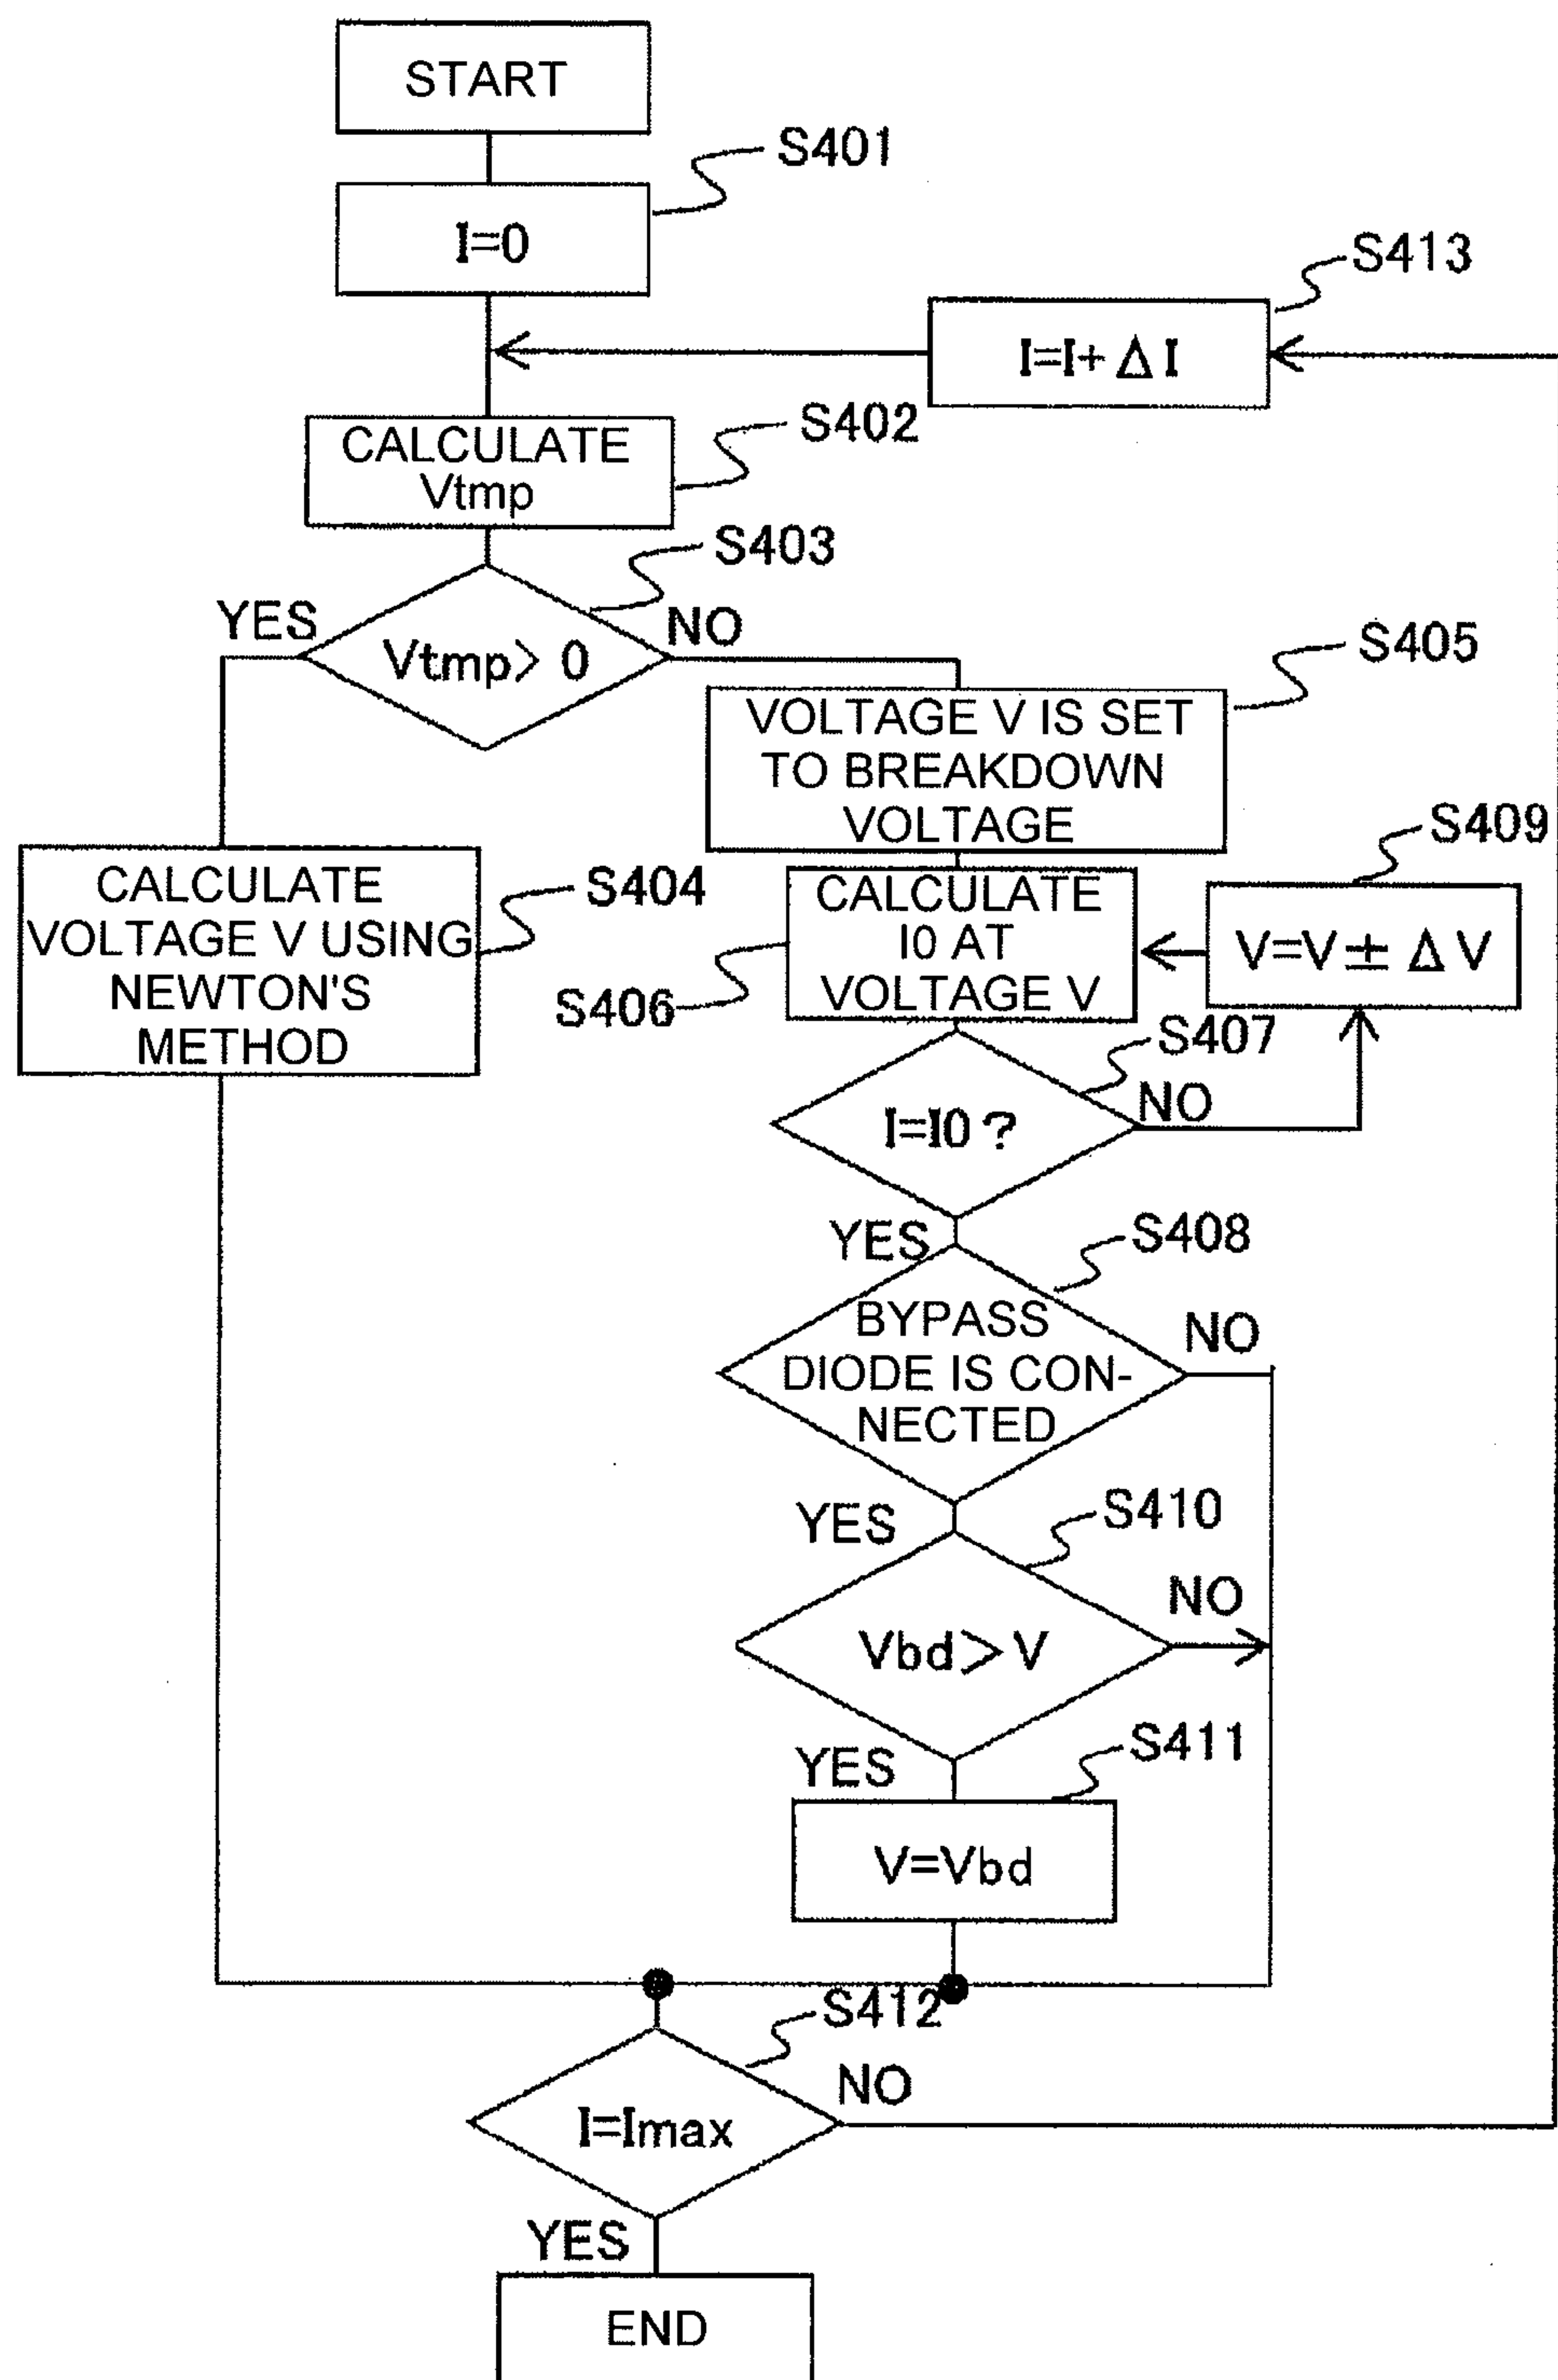 START
S401
I=0
S413
I=I+ Δ I
S402
CALCULATE
Vtmp
S403
YES
NO
Vtmp> 0
S405
VOLTAGE V IS SET
TO BREAKDOWN
VOLTAGE
S409
V=V ± Δ V
CALCULATE
VOLTAGE V USING
NEWTON'S
METHOD
S404
CALCULATE
I0 AT
VOLTAGE V
S406
S407
I=I0 ?
NO
YES
S408
BYPASS
DIODE IS CON-
NECTED
NO
YES
S410
Vbd > V
NO
YES
S411
V=Vbd
S412
I=Imax
NO
YES
END